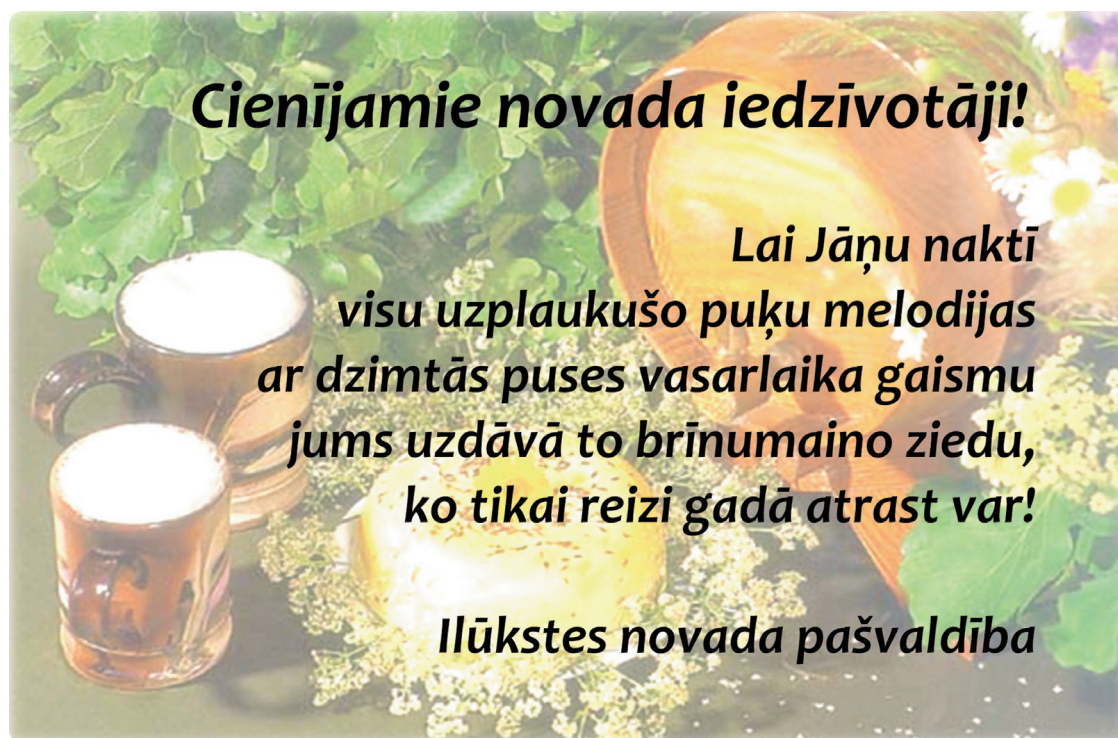 Cienījamie novada iedzīvotāji!
Lai Jāņu naktī
visu uzplaukušo puķu melodijas
ar dzimtās puses vasarlaika gaismu
jums uzdāvā to brīnumaino ziedu,
ko tikai reizi gadā atrast var!
Ilūkstes novada pašvaldība